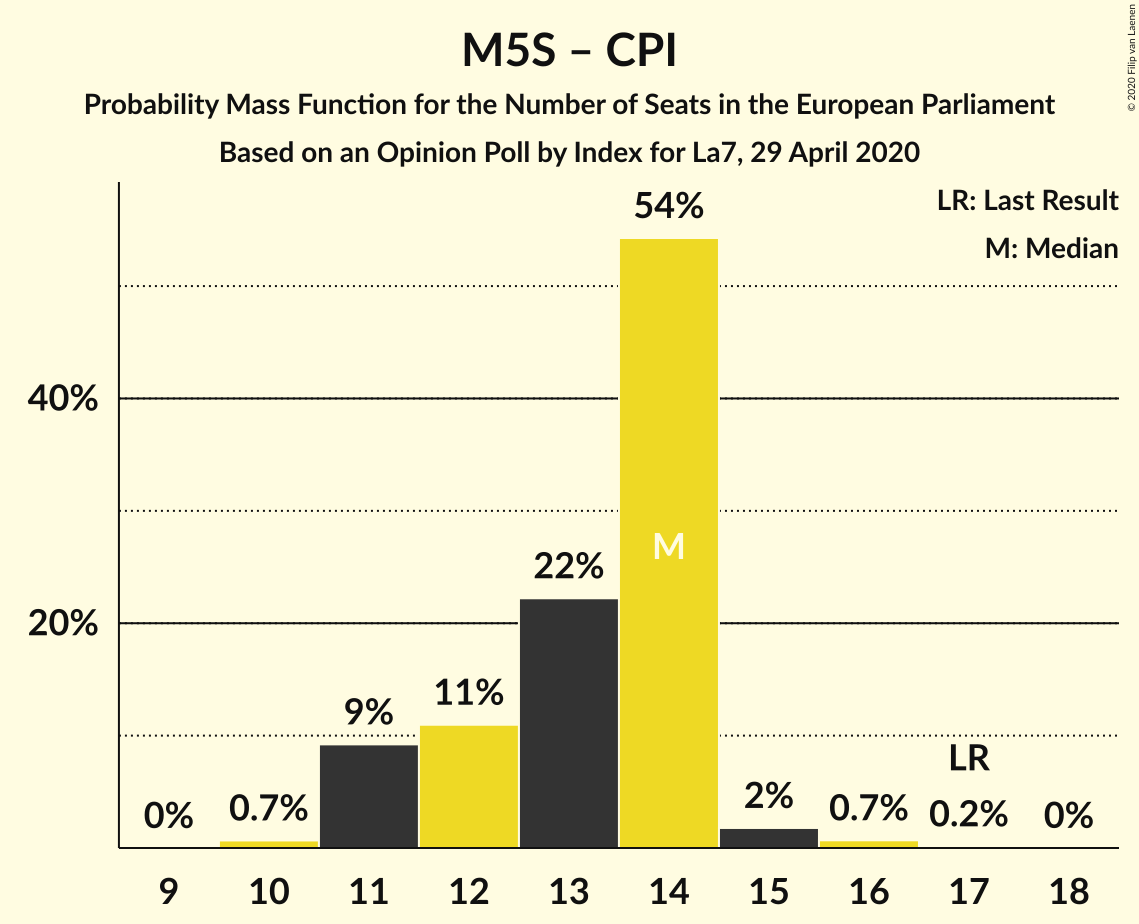 M5S – CPI
Probability Mass Function for the Number of Seats in the European Parliament
Based on an Opinion Poll by Index for La7, 29 April 2020
© 2020 Filip van Laenen
LR: Last Result
M: Median
54%
40%
M
22%
20%
9%
11%
LR
0%
0.7%
2%
0.7%
0.2%
0%
9 10 11 12 13 14 15 16 17 18